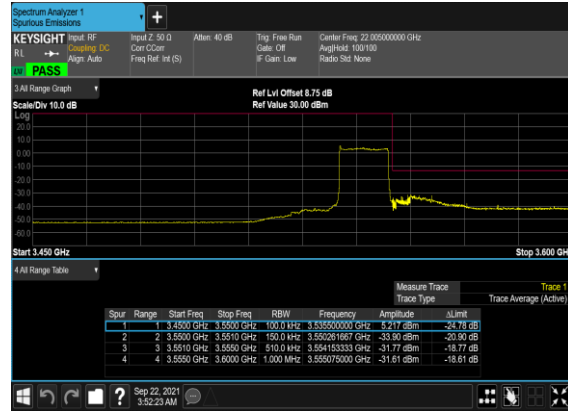 Spectrum Analyzer 1
Spurious Emissions
KEYSIGHT Input: RF Input Z: 50 Ω Atten: 40 dB Trig: Free Run Center Freq: 22.005000000 GHz
RL Coupling: DC Corr CCorr Gate: Off Avg|Hold: 100/100
Align: Auto Freq Ref: Int (S) IF Gain: Low Radio Std: None
LW PASS
3 All Range Graph
Ref Lvl Offset 8.75 dB
Scale/Div 10.0 dB Ref Value 30.00 dBm
Log
20.0
10.0
0.00
-10.0
-20.0
-30.0
-40.0
-50.0
-60.0
Start 3.450 GHz Stop 3.600 GH
4 All Range Table
Measure Trace Trace 1
Trace Type Trace Average (Active)
Spur Range Start Freq Stop Freq RBW Frequency Amplitude ΔLimit
1 1 3.4500 GHz 3.5500 GHz 100.0 kHz 3.535500000 GHz 5.217 dBm -24.78 dB
2 2 3.5500 GHz 3.5510 GHz 150.0 kHz 3.550261667 GHz -33.90 dBm -20.90 dB
3 3 3.5510 GHz 3.5550 GHz 510.0 kHz 3.554153333 GHz -31.77 dBm -18.77 dB
4 4 3.5550 GHz 3.6000 GHz 1.000 MHz 3.555075000 GHz -31.61 dBm -18.61 dB
Sep 22, 2021
3:52:23 AM